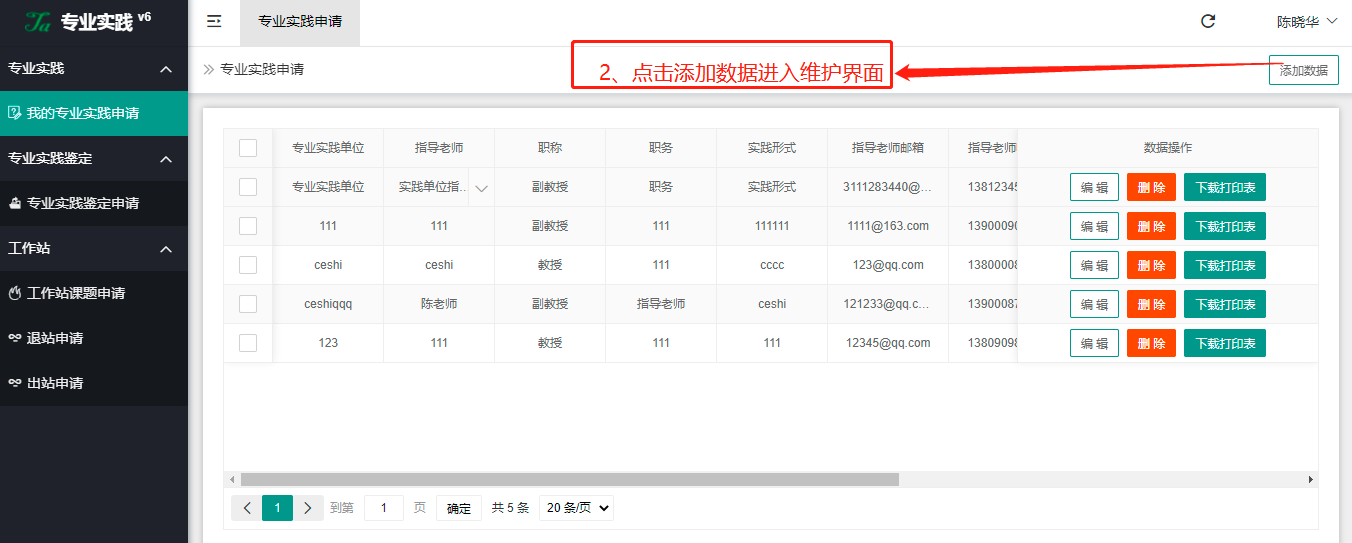 Ta 专业实践 v6
专业实践申请
陈晓华
专业实践
我的专业实践申请
专业实践鉴定
专业实践鉴定申请
工作站
工作站课题申请
退站申请
出站申请
专业实践申请
2、点击添加数据进入维护界面
添加数据
专业实践单位 指导老师 职称 职务 实践形式 指导老师邮箱 指导老师 数据操作
专业实践单位 实践单位指.. 副教授 职务 实践形式 3111283440@... 1381234 编辑 删除 下载打印表
111 111 副教授 111 111111 1111@163.com 1390009 编辑 删除 下载打印表
ceshi ceshi 教授 111 cccc 123@qq.com 1380000 编辑 删除 下载打印表
ceshiqqq 陈老师 副教授 指导老师 ceshi 121233@qq.c... 1390008 编辑 删除 下载打印表
123 111 教授 111 111 12345@qq.com 1380909 编辑 删除 下载打印表
1 到第 1 页 确定 共 5 条 20 条/页